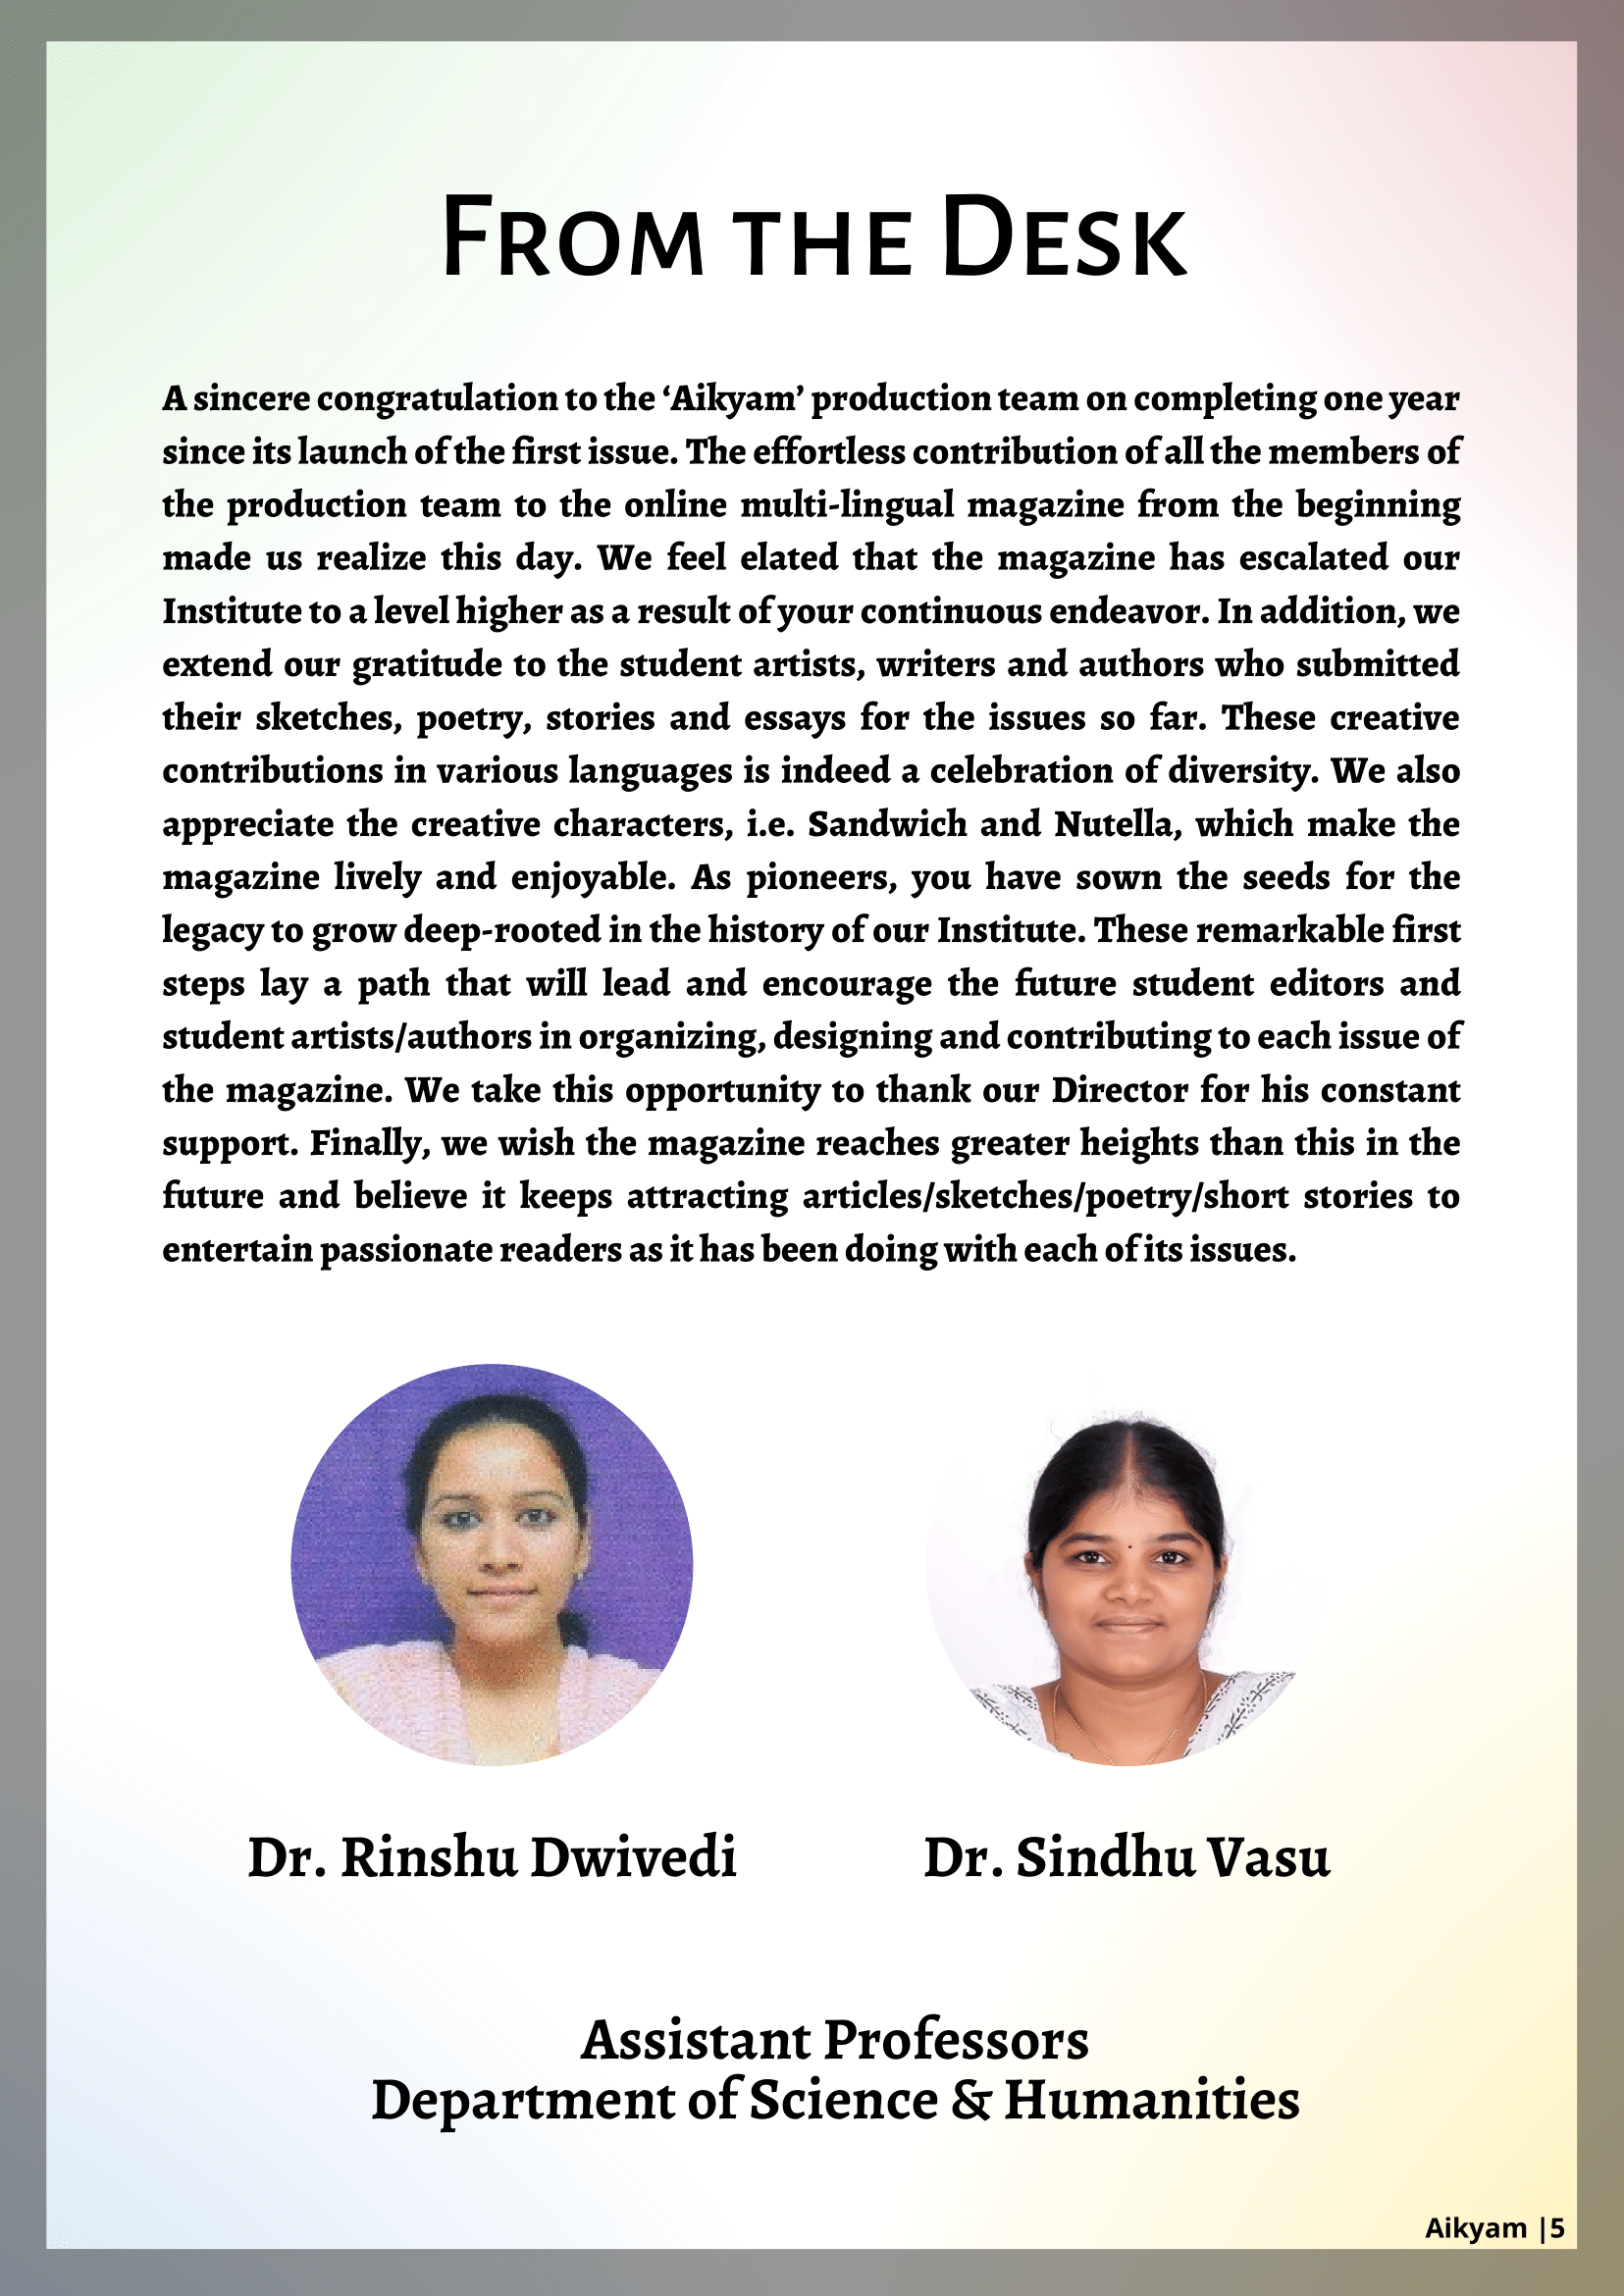 From the Desk
A sincere congratulation to the ‘Aikyam’ production team on completing one year
since its launch of the first issue. The effortless contribution of all the members of
the production team to the online multi-lingual magazine from the beginning
made us realize this day. We feel elated that the magazine has escalated our
Institute to a level higher as a result of your continuous endeavor. In addition, we
extend our gratitude to the student artists, writers and authors who submitted
their sketches, poetry, stories and essays for the issues so far. These creative
contributions in various languages is indeed a celebration of diversity. We also
appreciate the creative characters, i.e. Sandwich and Nutella, which make the
magazine lively and enjoyable. As pioneers, you have sown the seeds for the
legacy to grow deep-rooted in the history of our Institute. These remarkable first
steps lay a path that will lead and encourage the future student editors and
student artists/authors in organizing, designing and contributing to each issue of
the magazine. We take this opportunity to thank our Director for his constant
support. Finally, we wish the magazine reaches greater heights than this in the
future and believe it keeps attracting articles/sketches/poetry/short stories to
entertain passionate readers as it has been doing with each of its issues.
Dr. Rinshu Dwivedi
Dr. Sindhu Vasu
Assistant Professors
Department of Science & Humanities
Aikyam |5